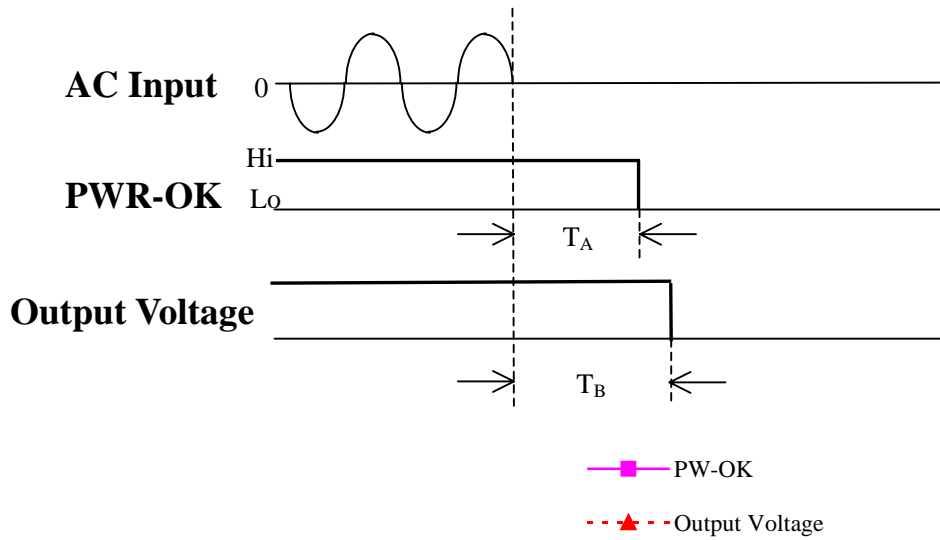 AC Input
0
Hi
PWR-OK
Lo
TA
Output Voltage
TB
PW-OK
Output Voltage